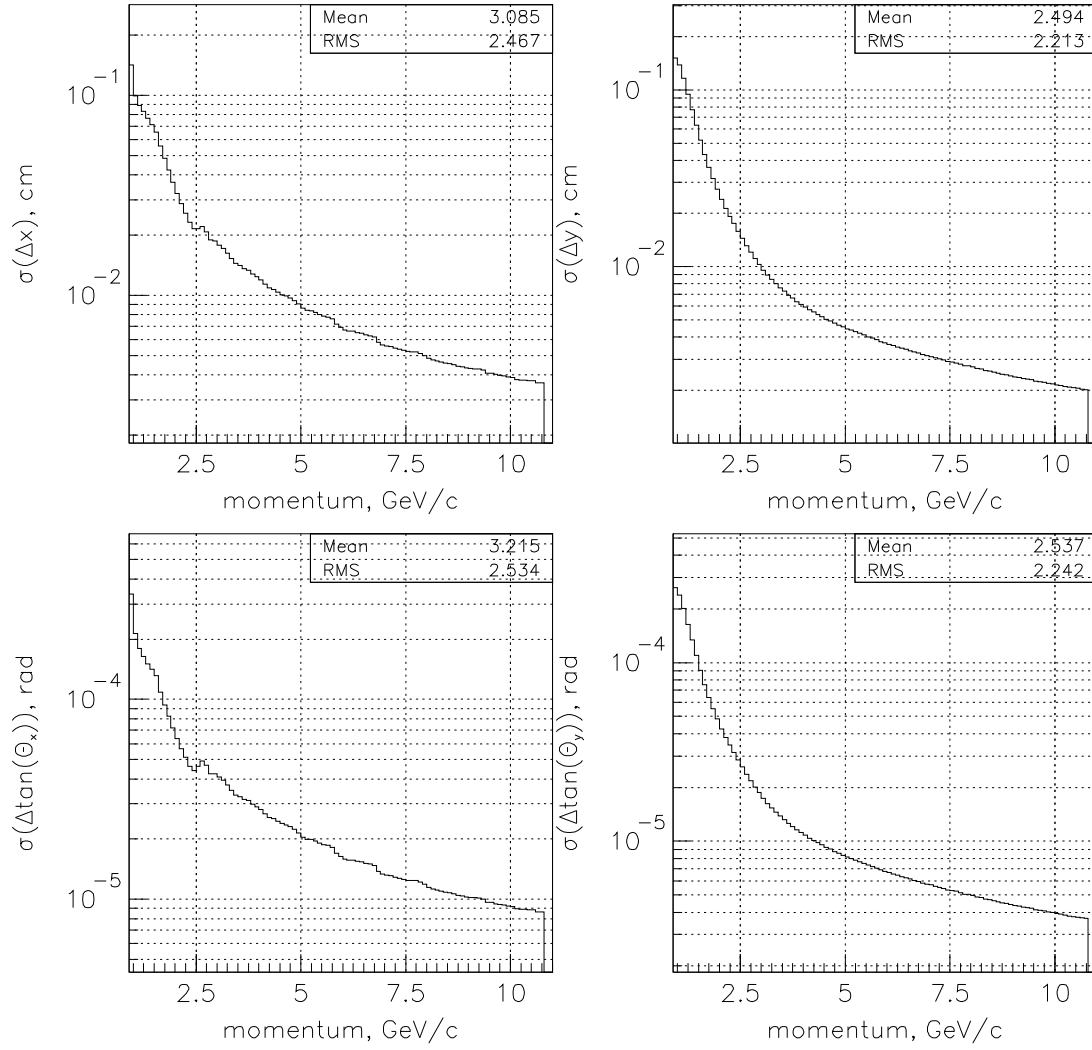 Mean 3.085
RMS 2.467
10⁻¹
10⁻²
σ(Δx), cm
2.5 5 7.5 10
momentum, GeV/c
Mean 2.494
RMS 2.213
10⁻¹
10⁻²
σ(Δy), cm
2.5 5 7.5 10
momentum, GeV/c
Mean 3.215
RMS 2.534
10⁻⁴
10⁻⁵
σ(Δtan(Θₓ)), rad
2.5 5 7.5 10
momentum, GeV/c
Mean 2.537
RMS 2.242
10⁻⁴
10⁻⁵
σ(Δtan(Θ_y)), rad
2.5 5 7.5 10
momentum, GeV/c